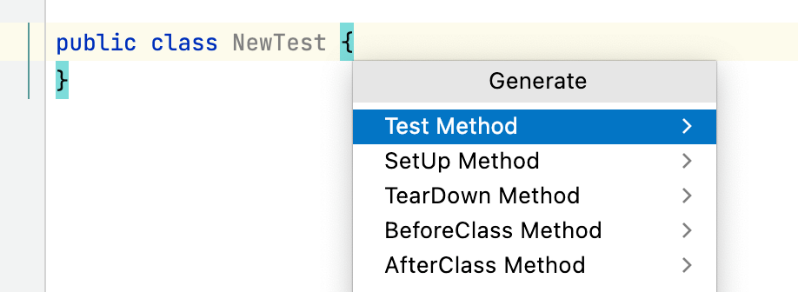 public class NewTest {
}
Generate
Test Method
SetUp Method
TearDown Method
BeforeClass Method
AfterClass Method